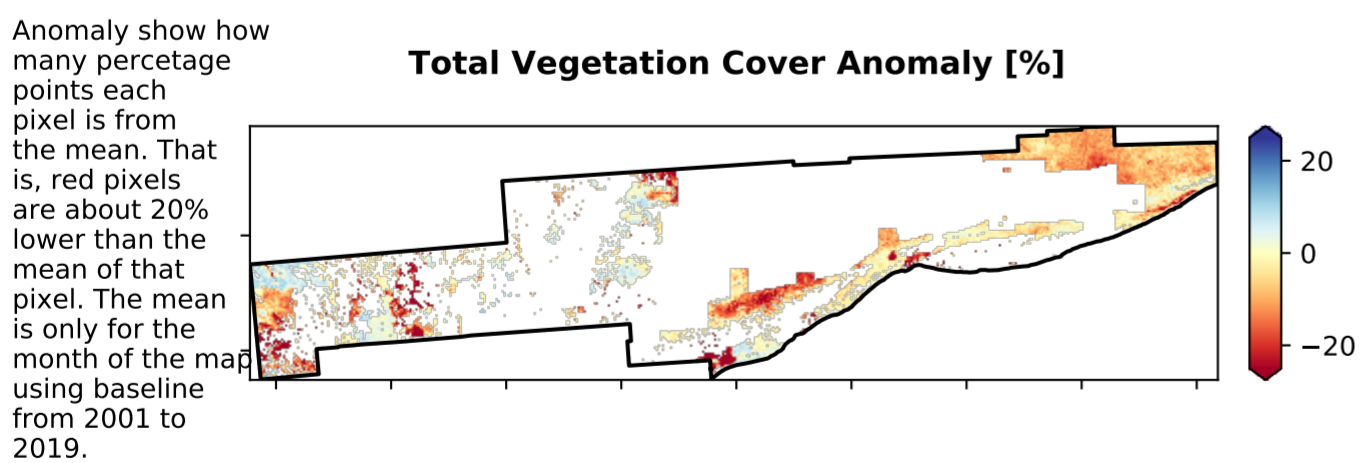 Anomaly show how
many percetage
points each
pixel is from
the mean. That
is, red pixels
are about 20%
lower than the
mean of that
pixel. The mean
is only for the
month of the map
using baseline
from 2001 to
2019.
Total Vegetation Cover Anomaly [%]
20
0
−20